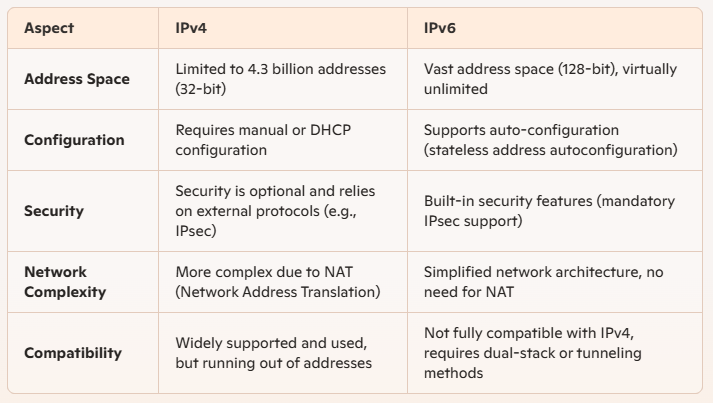 Aspect
IPv4
IPv6
Address Space
Limited to 4.3 billion addresses
(32-bit)
Vast address space (128-bit), virtually
unlimited
Configuration
Requires manual or DHCP
configuration
Supports auto-configuration
(stateless address autoconfiguration)
Security
Security is optional and relies
on external protocols (e.g.,
IPsec)
Built-in security features (mandatory
IPsec support)
Network
Complexity
More complex due to NAT
(Network Address Translation)
Simplified network architecture, no
need for NAT
Compatibility
Widely supported and used,
but running out of addresses
Not fully compatible with IPv4,
requires dual-stack or tunneling
methods